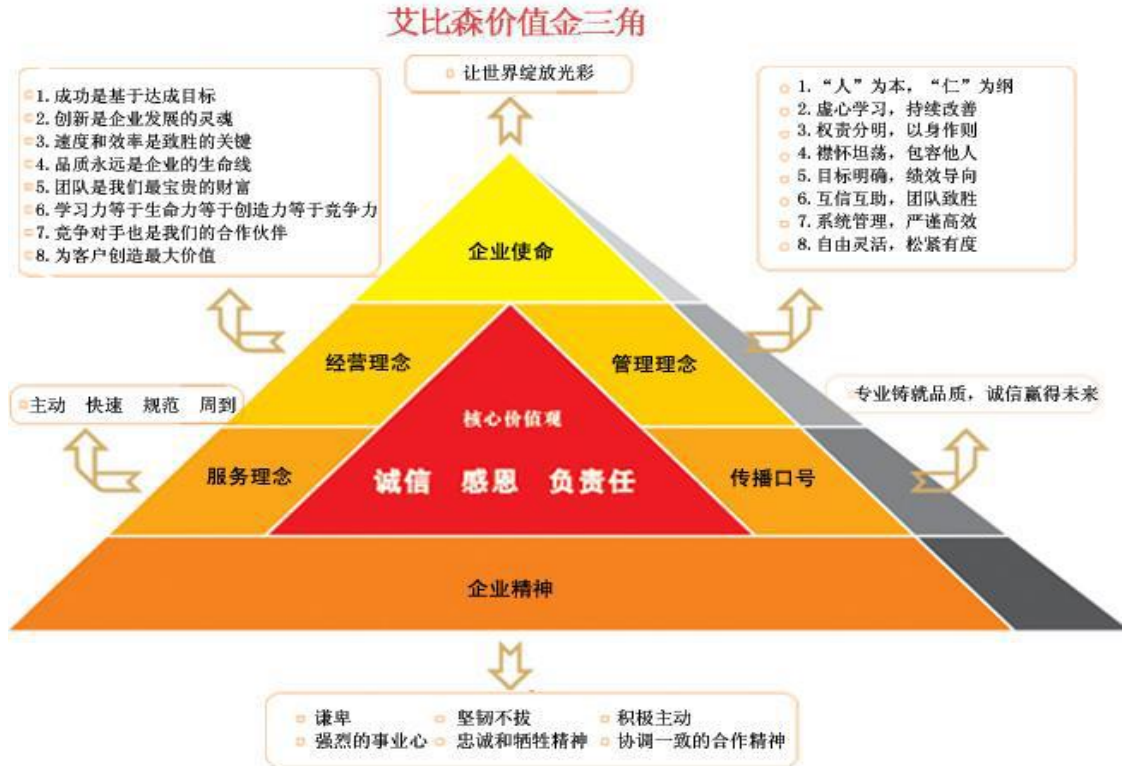 艾比森价值金三角
让世界绽放光彩
1. 成功是基于达成目标
2. 创新是企业发展的灵魂
3. 速度和效率是致胜的关键
4. 品质永远是企业的生命线
5. 团队是我们最宝贵的财富
6. 学习力等于生命力等于创造力等于竞争力
7. 竞争对手也是我们的合作伙伴
8. 为客户创造最大价值
1. “人”为本，“仁”为纲
2. 虚心学习，持续改善
3. 权责分明，以身作则
4. 襟怀坦荡，包容他人
5. 目标明确，绩效导向
6. 互信互助，团队致胜
7. 系统管理，严谨高效
8. 自由灵活，松紧有度
企业使命
经营理念
管理理念
主动 快速 规范 周到
专业铸就品质，诚信赢得未来
核心价值观
诚信 感恩 负责任
服务理念
传播口号
企业精神
谦卑 坚韧不拔 积极主动
强烈的事业心 忠诚和牺牲精神 协调一致的合作精神